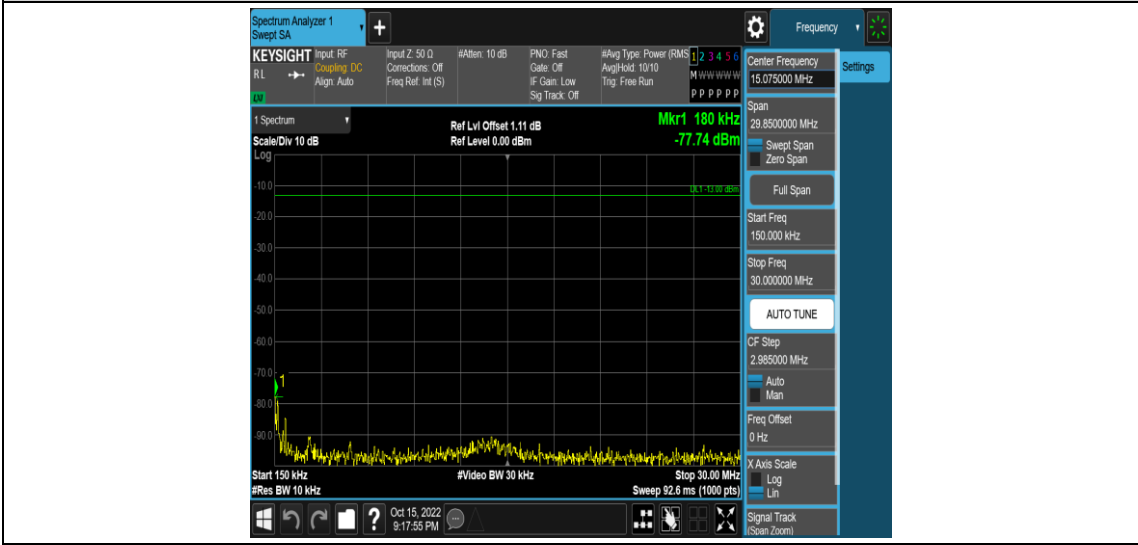 Spectrum Analyzer 1
Swept SA
+
Frequency
KEYSIGHT
RL
Input: RF
Coupling: DC
Align: Auto
Input Z: 50 Ω
Corrections: Off
Freq Ref: Int (S)
#Atten: 10 dB
PNO: Fast
Gate: Off
IF Gain: Low
Sig Track: Off
#Avg Type: Power (RMS
Avg|Hold: 10/10
Trig: Free Run
1 2 3 4 5 6
M W W W W W
P P P P P P
1 Spectrum
Scale/Div 10 dB
Log
Ref Lvl Offset 1.11 dB
Ref Level 0.00 dBm
Mkr1 180 kHz
-77.74 dBm
DL1 -13.00 dBm
-10.0
-20.0
-30.0
-40.0
-50.0
-60.0
-70.0
1
-80.0
-90.0
Start 150 kHz
#Res BW 10 kHz
#Video BW 30 kHz
Stop 30.00 MHz
Sweep 92.6 ms (1000 pts)
Center Frequency
15.075000 MHz
Settings
Span
29.8500000 MHz
Swept Span
Zero Span
Full Span
Start Freq
150.000 kHz
Stop Freq
30.000000 MHz
AUTO TUNE
CF Step
2.985000 MHz
Auto
Man
Freq Offset
0 Hz
X Axis Scale
Log
Lin
Signal Track
(Span Zoom)
?
Oct 15, 2022
9:17:55 PM